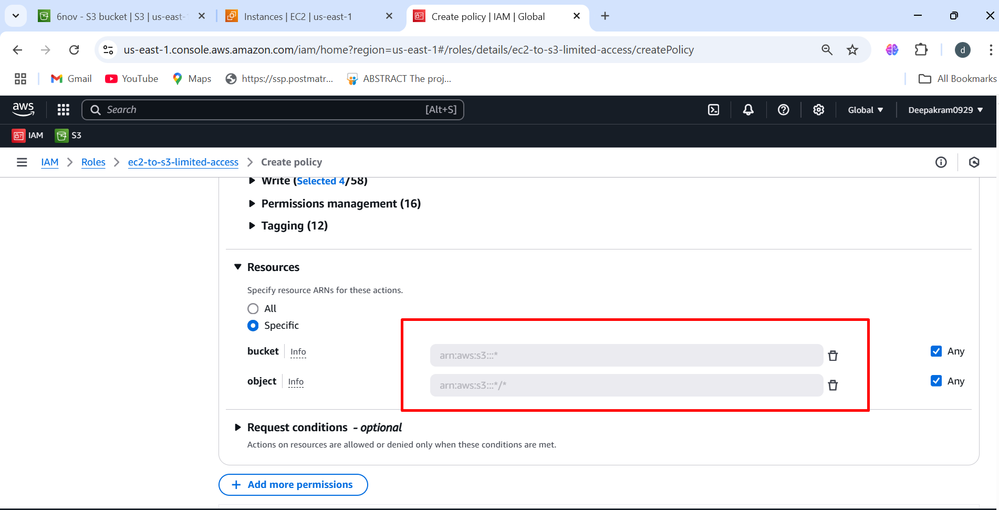 6nov - S3 bucket | S3 | us-east-
Instances | EC2 | us-east-1
Create policy | IAM | Global
us-east-1.console.aws.amazon.com/iam/home?region=us-east-1#/roles/details/ec2-to-s3-limited-access/createPolicy
d
Gmail
YouTube
Maps
https://ssp.postmatr...
ABSTRACT The proj...
All Bookmarks
aws
Search
[Alt+S]
Global
Deepakram0929
IAM
S3
IAM
Roles
ec2-to-s3-limited-access
Create policy
Write (Selected 4/58)
Permissions management (16)
Tagging (12)
Resources
Specify resource ARNs for these actions.
All
Specific
bucket
Info
arn:aws:s3:::*
Any
object
Info
arn:aws:s3:::*/*
Any
Request conditions - optional
Actions on resources are allowed or denied only when these conditions are met.
Add more permissions